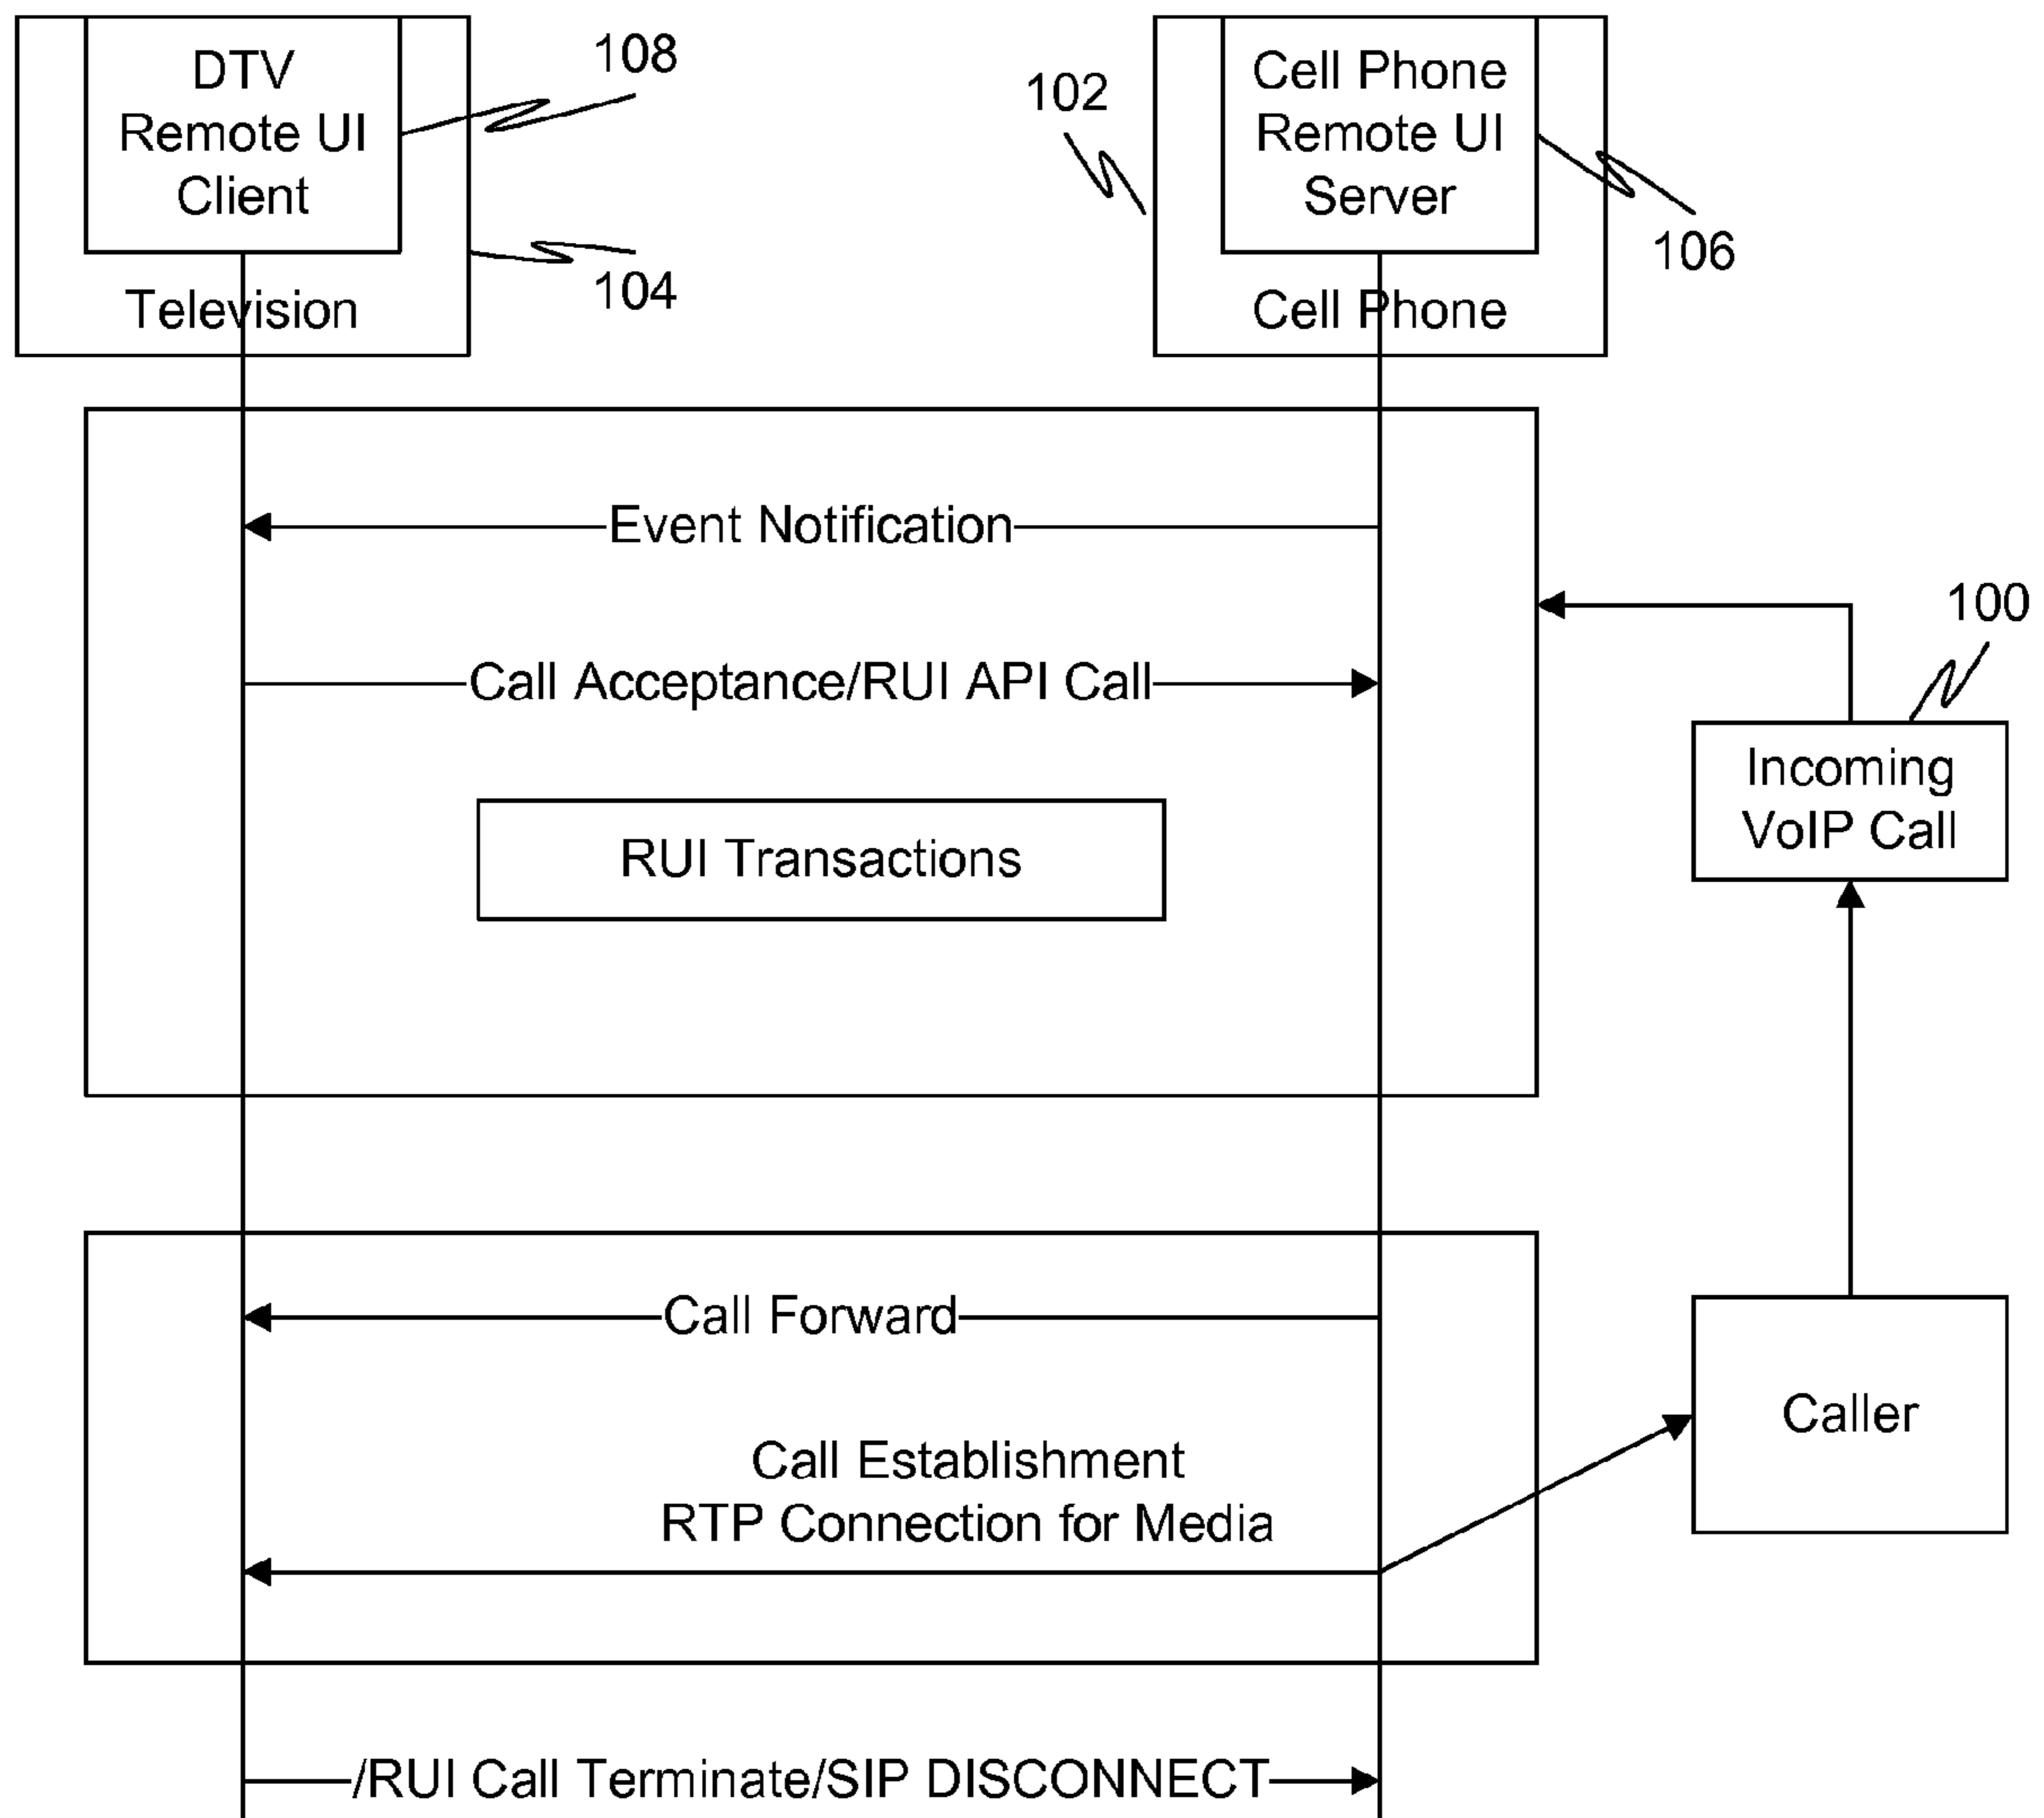 DTV
Remote UI
Client
108
104
Television
102
Cell Phone
Remote UI
Server
106
Cell Phone
Event Notification
100
Call Acceptance/RUI API Call
Incoming
VoIP Call
RUI Transactions
Call Forward
Caller
Call Establishment
RTP Connection for Media
/RUI Call Terminate/SIP DISCONNECT